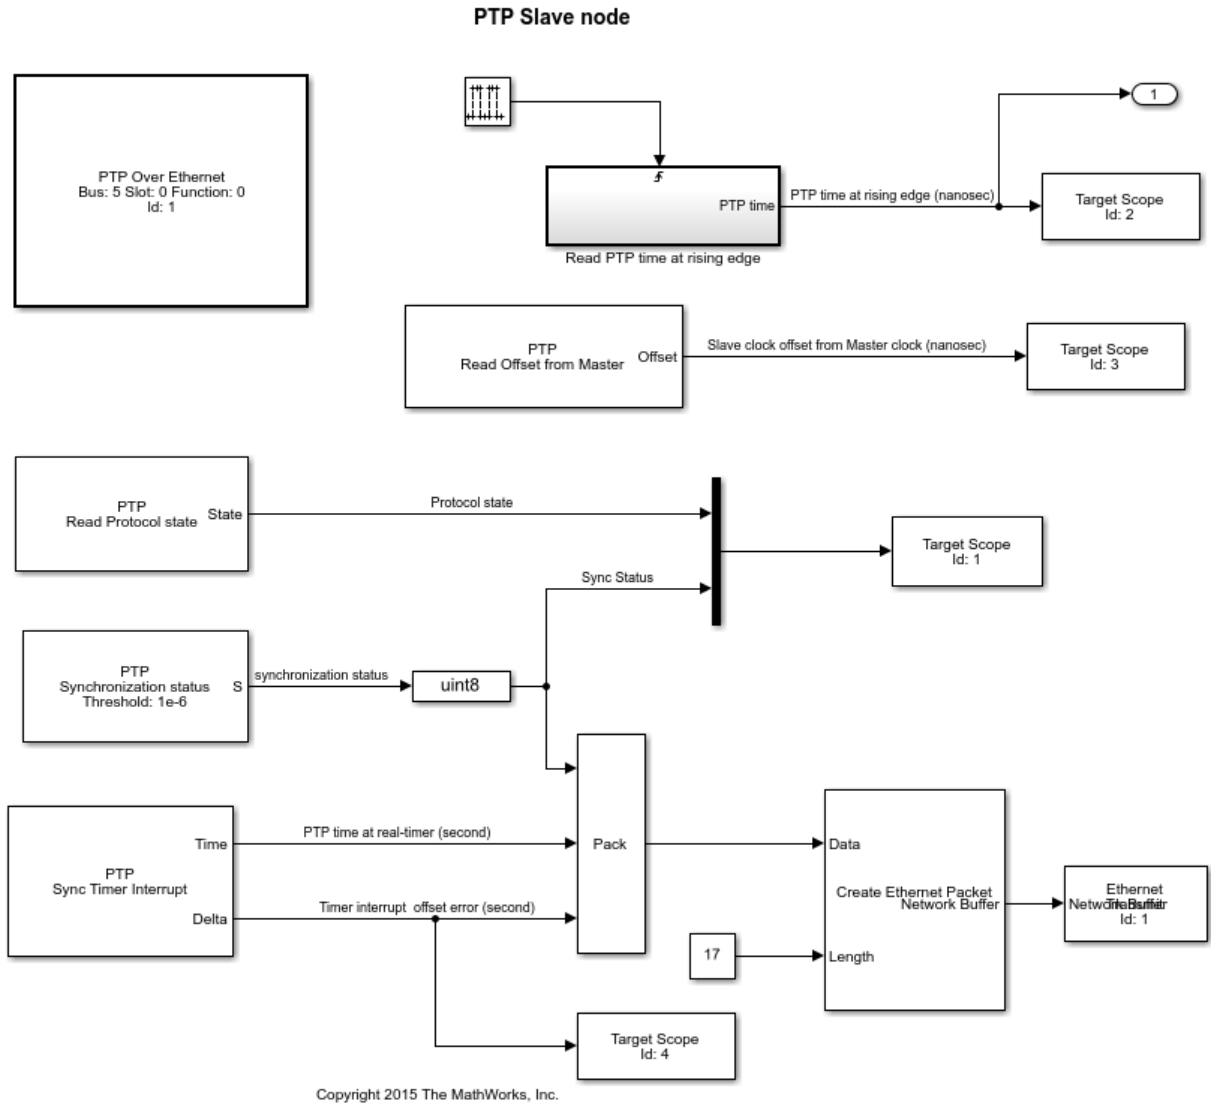 PTP Slave node
PTP Over Ethernet
Bus: 5 Slot: 0 Function: 0
Id: 1
1
PTP time
PTP time at rising edge (nanosec)
Target Scope
Id: 2
Read PTP time at rising edge
PTP
Read Offset from Master
Offset
Slave clock offset from Master clock (nanosec)
Target Scope
Id: 3
PTP
Read Protocol state
State
Protocol state
Target Scope
Id: 1
Sync Status
PTP
Synchronization status
Threshold: 1e-6
S
synchronization status
uint8
PTP
Sync Timer Interrupt
Time
Delta
PTP time at real-timer (second)
Timer interrupt offset error (second)
Pack
17
Data
Create Ethernet Packet
Network Buffer
Length
Ethernet
Network Buffer
Transmit
Id: 1
Target Scope
Id: 4
Copyright 2015 The MathWorks, Inc.